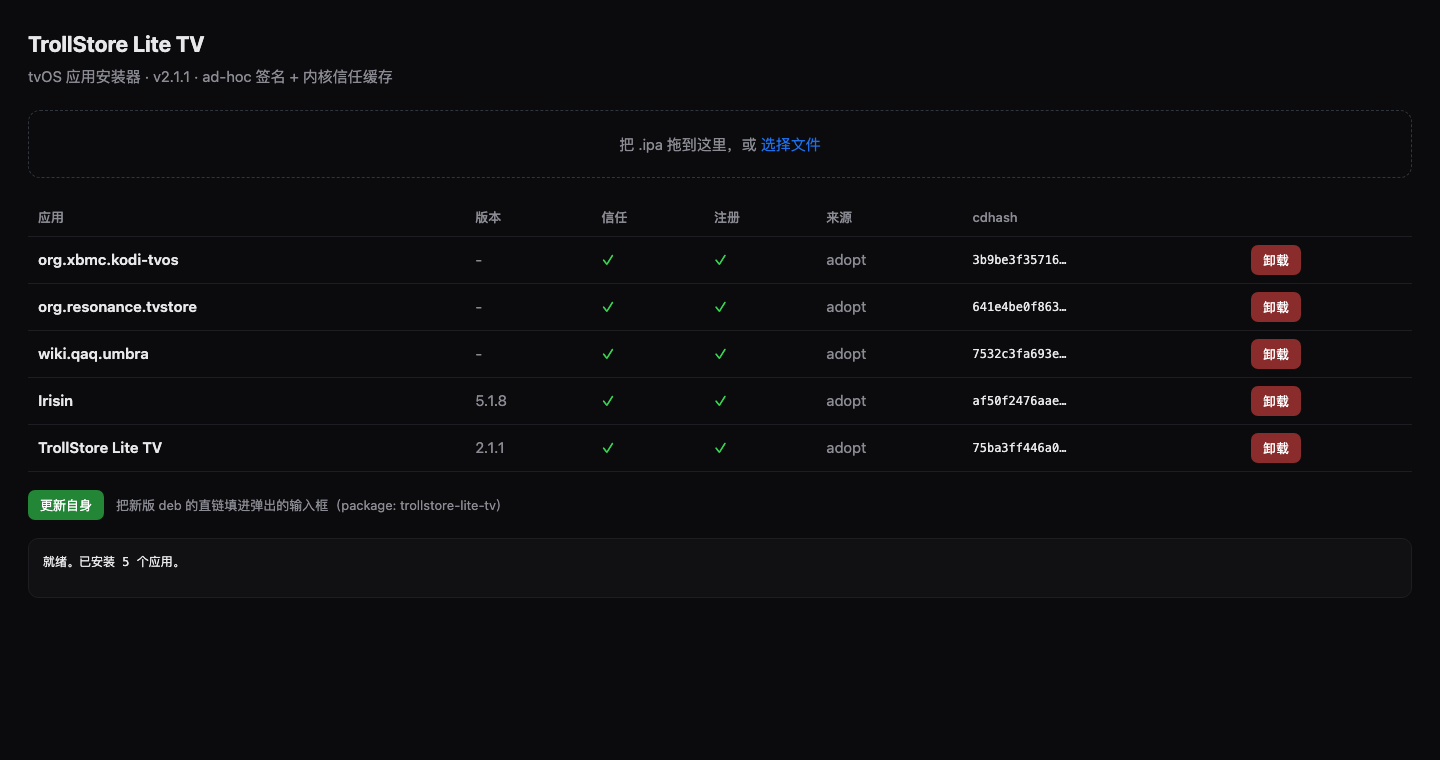 TrollStore Lite TV
tvOS 应用安装器 · v2.1.1 · ad-hoc 签名 + 内核信任缓存
把 .ipa 拖到这里，或 选择文件
应用 版本 信任 注册 来源 cdhash
org.xbmc.kodi-tvos - ✓ ✓ adopt 3b9be3f35716… 卸载
org.resonance.tvstore - ✓ ✓ adopt 641e4be0f863… 卸载
wiki.qaq.umbra - ✓ ✓ adopt 7532c3fa693e… 卸载
Irisin 5.1.8 ✓ ✓ adopt af50f2476aae… 卸载
TrollStore Lite TV 2.1.1 ✓ ✓ adopt 75ba3ff446a0… 卸载
更新自身 把新版 deb 的直链填进弹出的输入框（package: trollstore-lite-tv）
就绪。已安装 5 个应用。